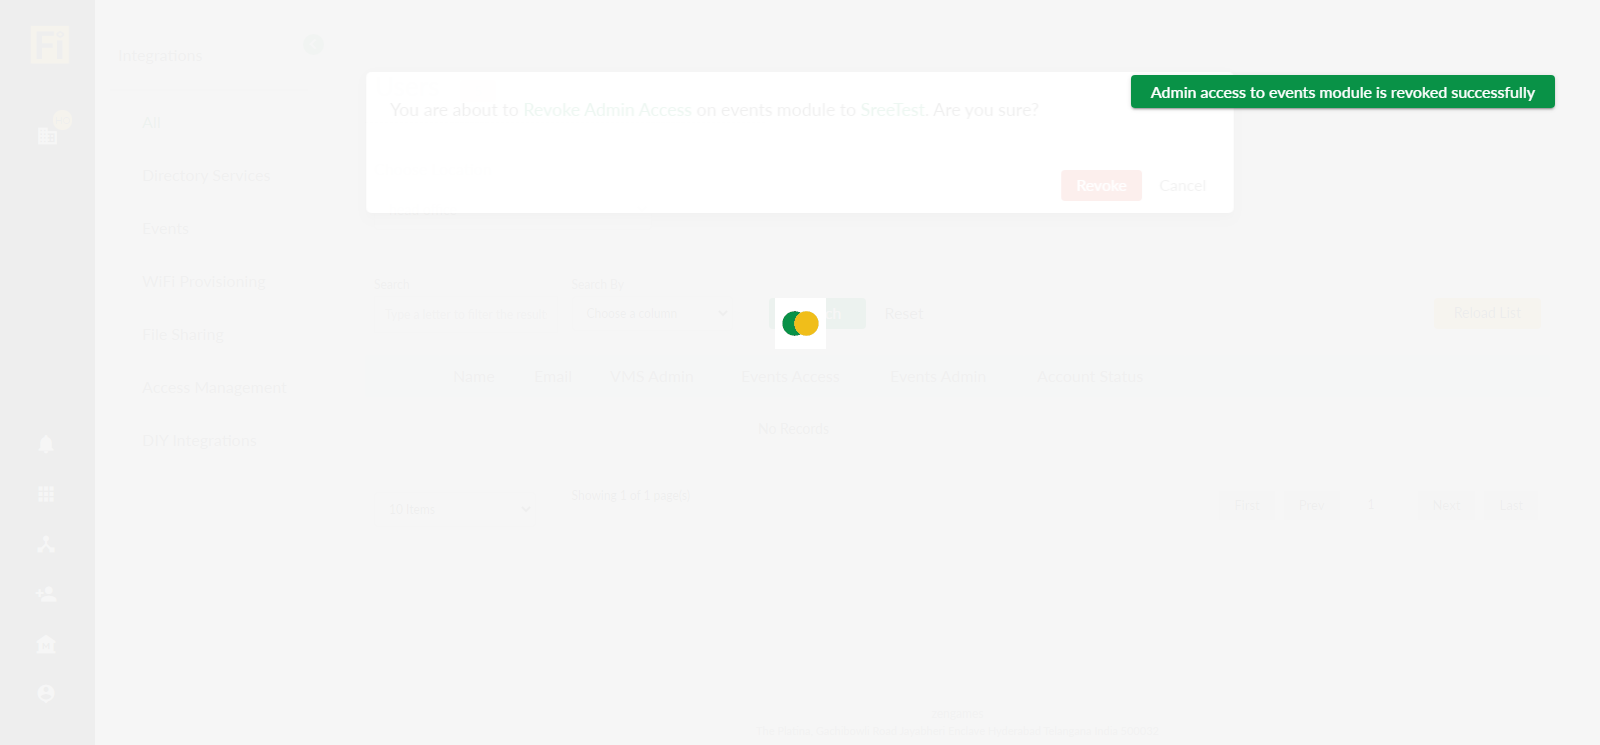 Fi
Integrations
Admin access to events module is revoked successfully
You are about to Revoke Admin Access on events module to SreeTest. Are you sure?
All
Directory Services
Revoke Cancel
Events
WiFi Provisioning
Search Search By
Type a letter to filter the result Choose a column Reset Reload List
File Sharing
Name Email VMS Admin Events Access Events Admin Account Status
Access Management
No Records
DIY Integrations
Showing 1 of 1 page(s)
10 items First Prev 1 Next Last